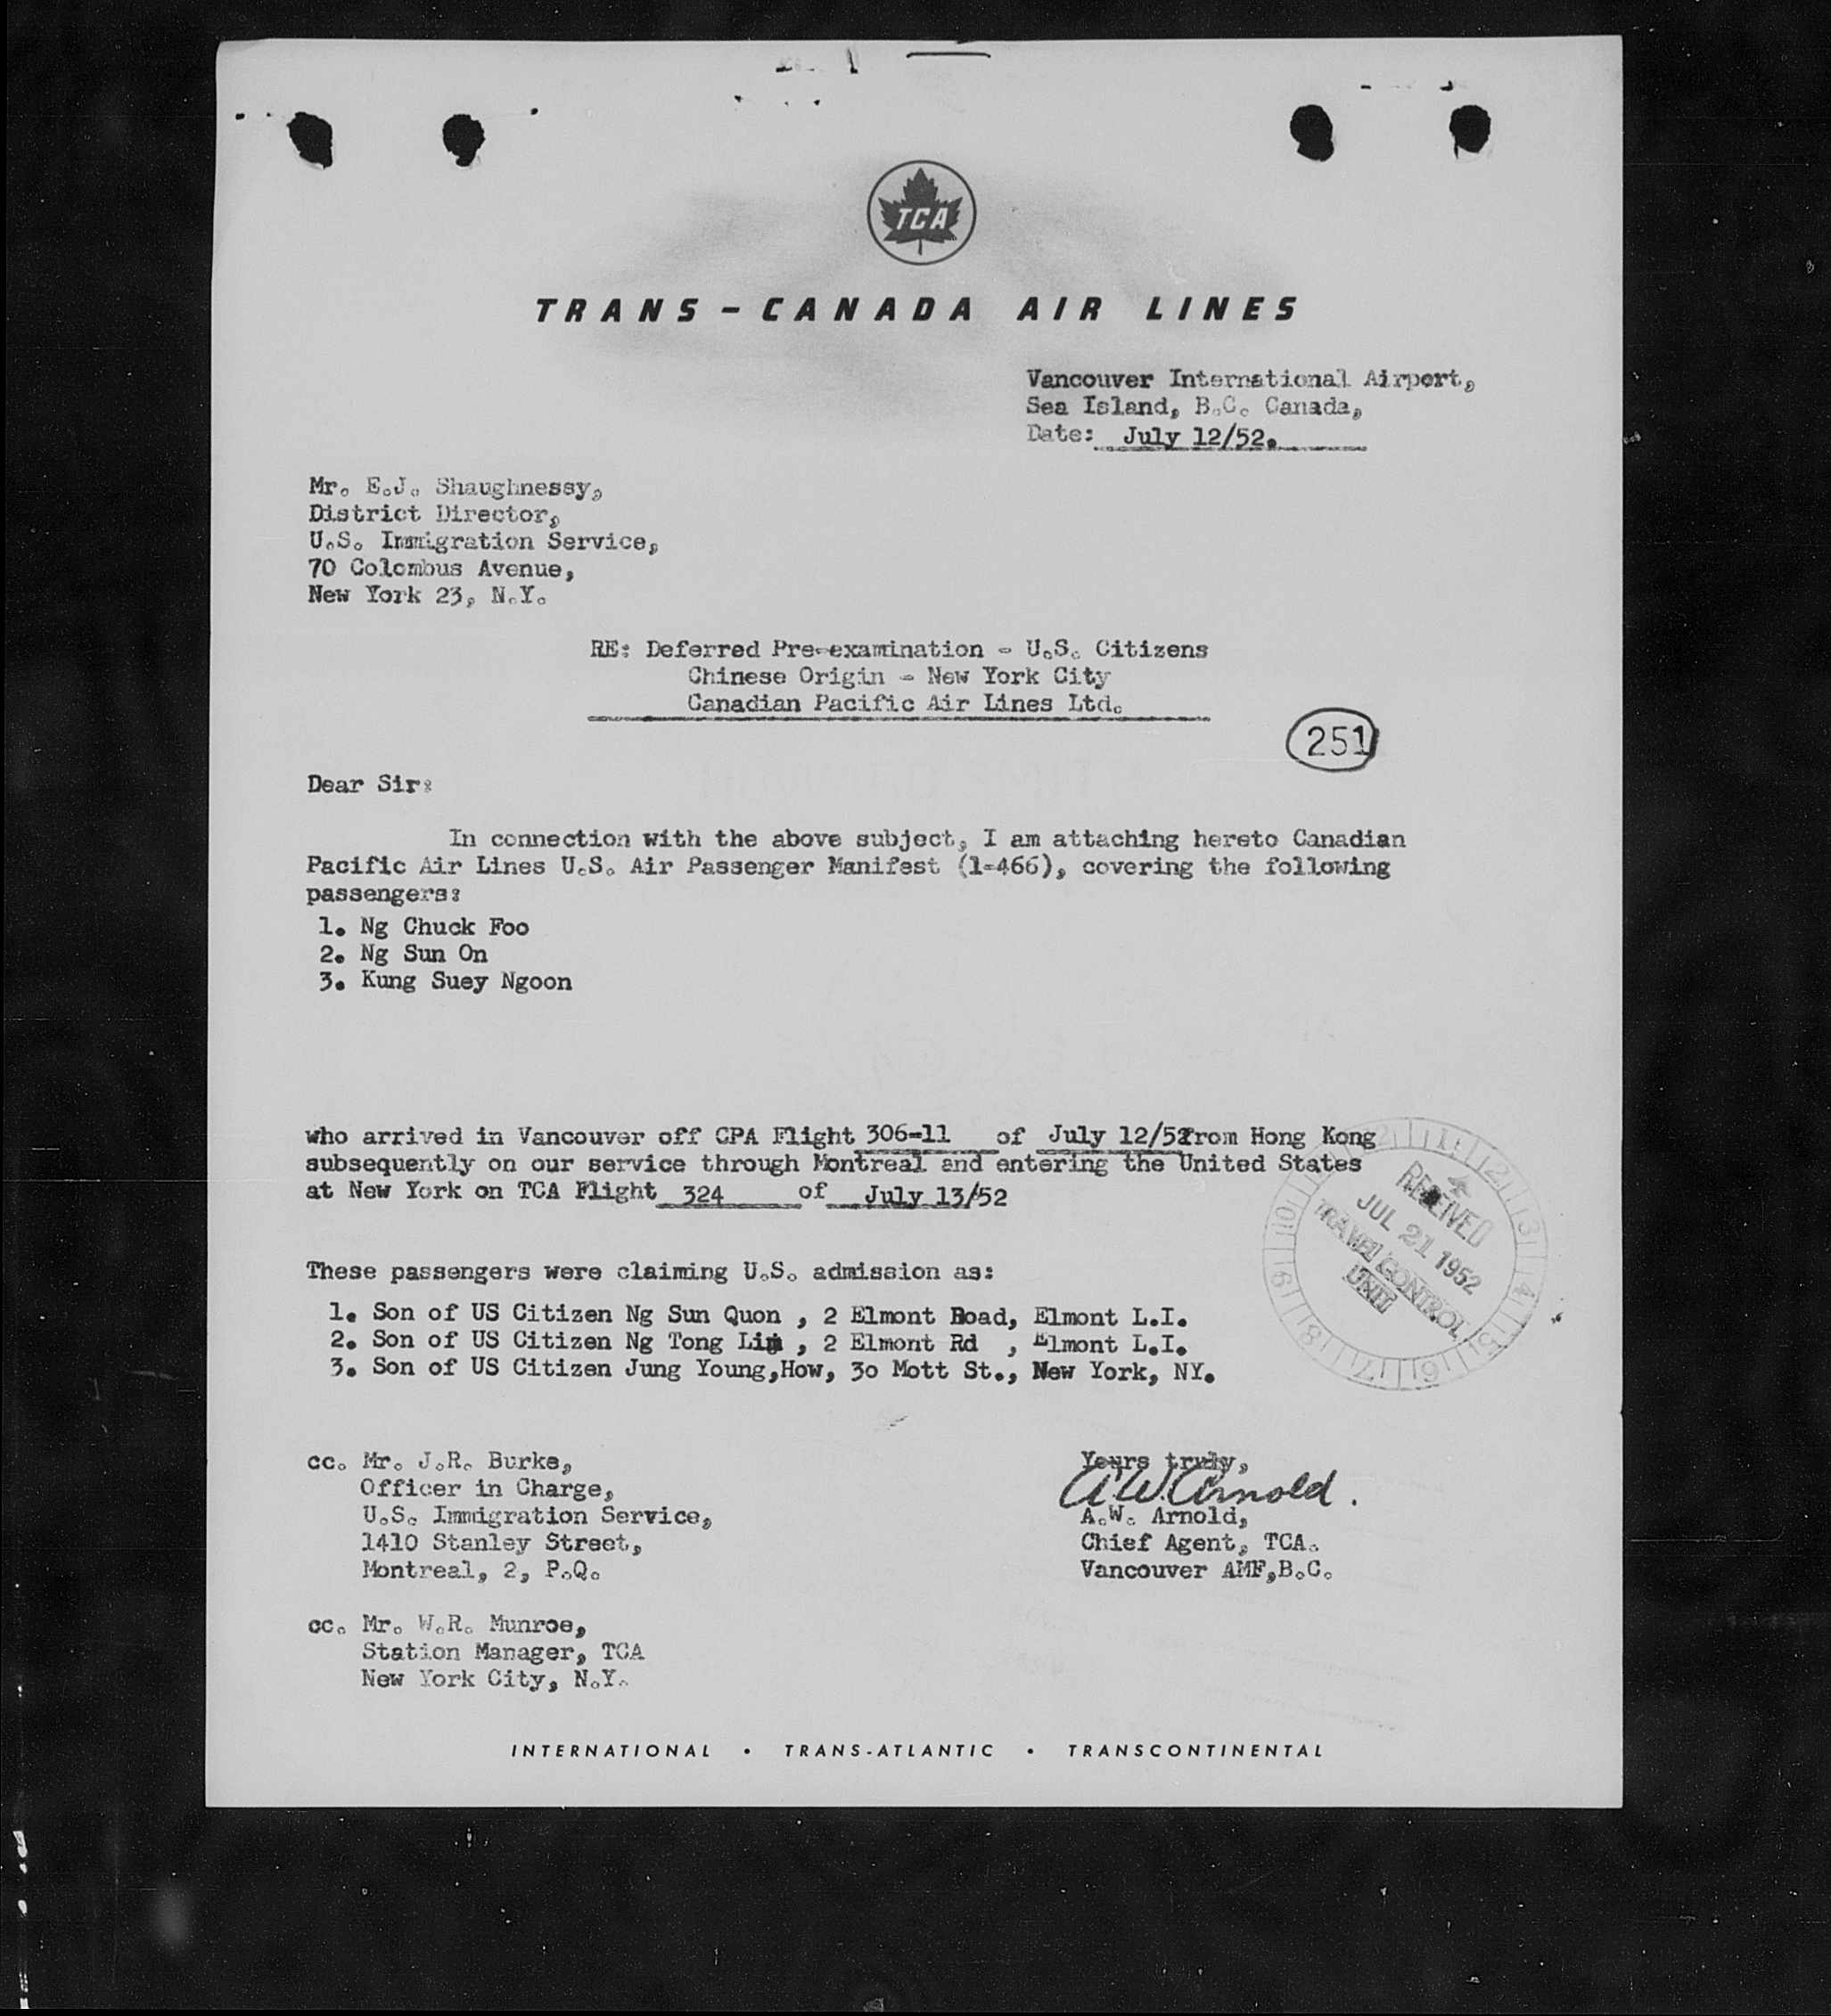 TCA
TRANS-CANADA AIR LINES
Vancouver International Airport,
Sea Island, B.C. Canada,
Date: July 12/52.
Mr. E.J. Shaughnessy,
District Director,
U.S. Immigration Service,
70 Colombus Avenue,
New York 23, N.Y.
RE: Deferred Pre-examination - U.S. Citizens
Chinese Origin - New York City
Canadian Pacific Air Lines Ltd.
251
Dear Sir:
In connection with the above subject, I am attaching hereto Canadian
Pacific Air Lines U.S. Air Passenger Manifest (1-466), covering the following
passengers:
1. Ng Chuck Foo
2. Ng Sun On
3. Kung Suey Ngoon
who arrived in Vancouver off CPA Flight 306-11 of July 12/52 from Hong Kong
subsequently on our service through Montreal and entering the United States
at New York on TCA Flight 324 of July 13/52
RECEIVED
JUL 21 1952
TRAVEL CONTROL
UNIT
These passengers were claiming U.S. admission as:
1. Son of US Citizen Ng Sun Quon , 2 Elmont Road, Elmont L.I.
2. Son of US Citizen Ng Tong , 2 Elmont Rd , Elmont L.I.
3. Son of US Citizen Jung Young,How, 30 Mott St., New York, NY.
cc. Mr. J.R. Burke,
Officer in Charge,
U.S. Immigration Service,
1410 Stanley Street,
Montreal, 2, P.Q.
Yours truly,
A.W. Arnold.
A.W. Arnold,
Chief Agent, TCA.
Vancouver AMF,B.C.
cc. Mr. W.R. Munroe,
Station Manager, TCA
New York City, N.Y.
INTERNATIONAL • TRANS-ATLANTIC • TRANSCONTINENTAL